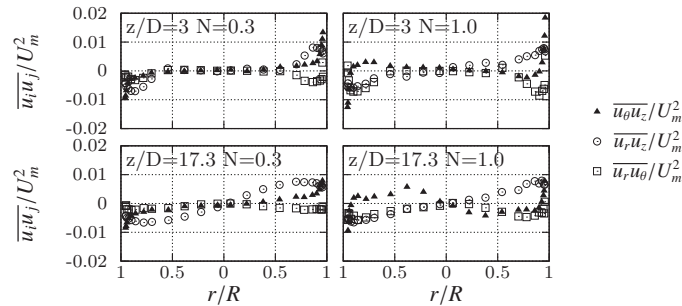 0.02
0.01
0
-0.01
0.02
$\overline{u_i u_j}/U_m^2$
z/D=3 N=0.3
z/D=3 N=1.0
▲ $\overline{u_\theta u_z}/U_m^2$
⊙ $\overline{u_r u_z}/U_m^2$
⊡ $\overline{u_r u_\theta}/U_m^2$
0.01
0
-0.01
-0.02
$\overline{u_i u_j}/U_m^2$
z/D=17.3 N=0.3
z/D=17.3 N=1.0
1 0.5 0 0.5 1 0.5 0 0.5 1
r/R r/R